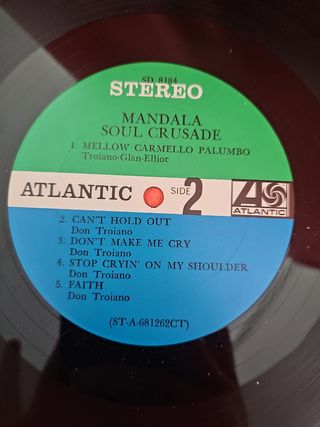 SD 8184
STEREO
MANDALA
SOUL CRUSADE
1. MELLOW CARMELLO PALUMBO
Troiano-Glan-Elliot
ATLANTIC SIDE 2 ATLANTIC
2. CAN'T HOLD OUT
Don Troiano
3. DON'T MAKE ME CRY
Don Troiano
4. STOP CRYIN' ON MY SHOULDER
Don Troiano
5. FAITH
Don Troiano
(ST-A-681262CT)